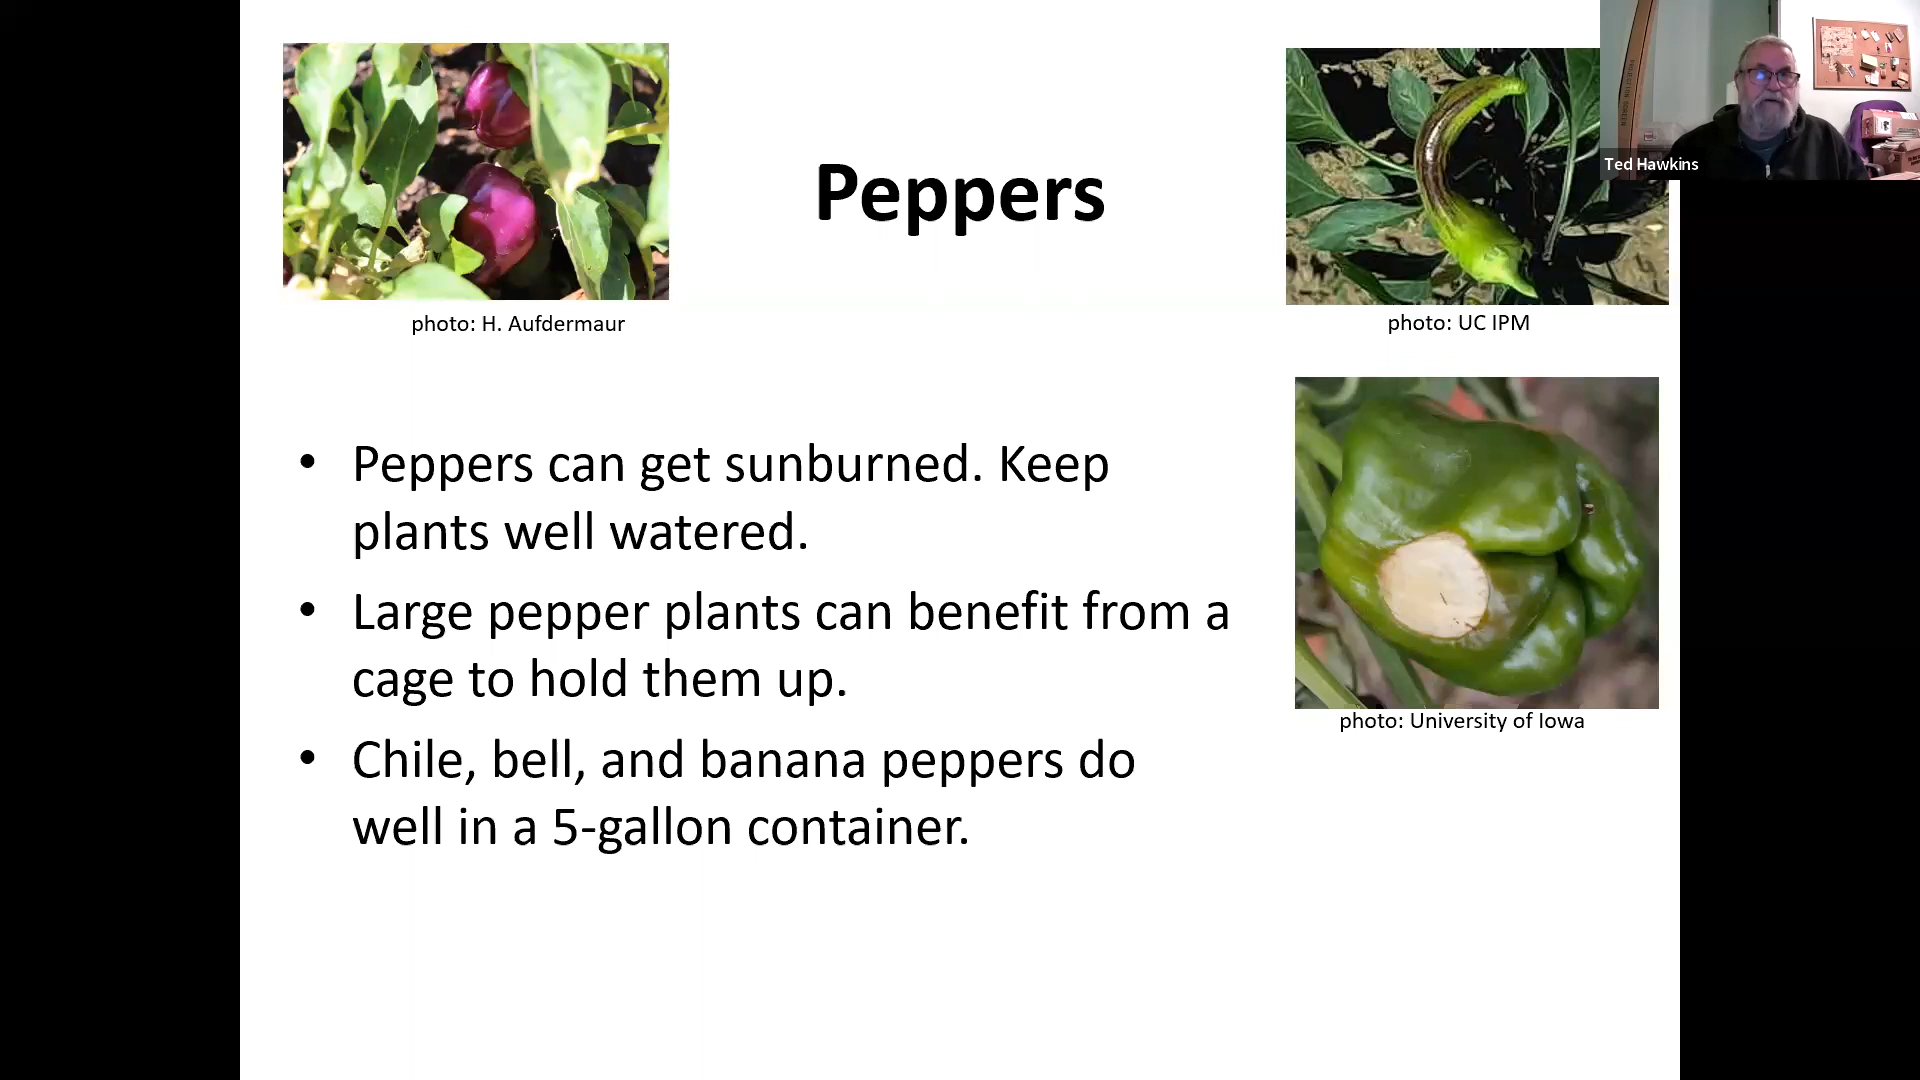 Peppers
Ted Hawkins
photo: H. Aufdermaur
photo: UC IPM
• Peppers can get sunburned. Keep
plants well watered.
• Large pepper plants can benefit from a
cage to hold them up.
• Chile, bell, and banana peppers do
well in a 5-gallon container.
photo: University of Iowa